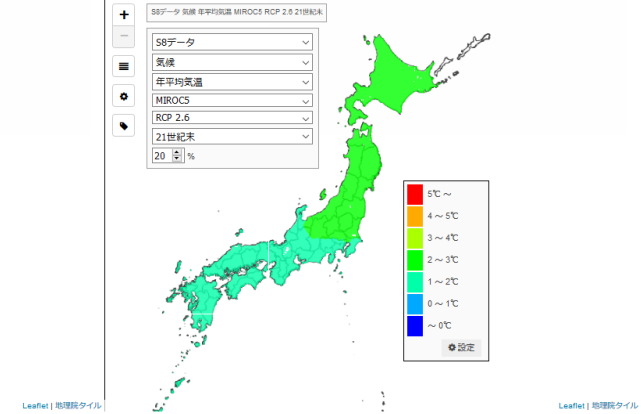 S8データ 気候 年平均気温 MIROC5 RCP 2.6 21世紀末
+
−
S8データ
気候
年平均気温
MIROC5
RCP 2.6
21世紀末
20 %
5℃ ～
4 ～ 5℃
3 ～ 4℃
2 ～ 3℃
1 ～ 2℃
0 ～ 1℃
～ 0℃
設定
Leaflet | 地理院タイル
Leaflet | 地理院タイル